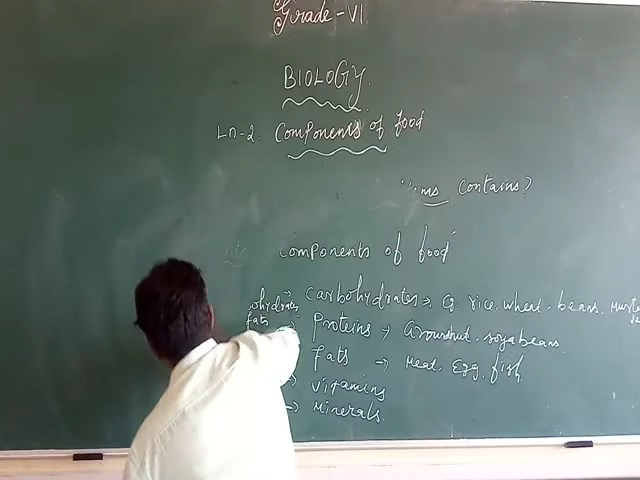 Grade-VI
BIOLOGY.
Ln-2. Components of food
contains?
components of food
→ Carbohydrates → Eg. rice. wheat. beans.
fats → Proteins → Groundnut. soyabeans.
fats → Meat. Egg. fish
→ vitamins
→ Minerals.